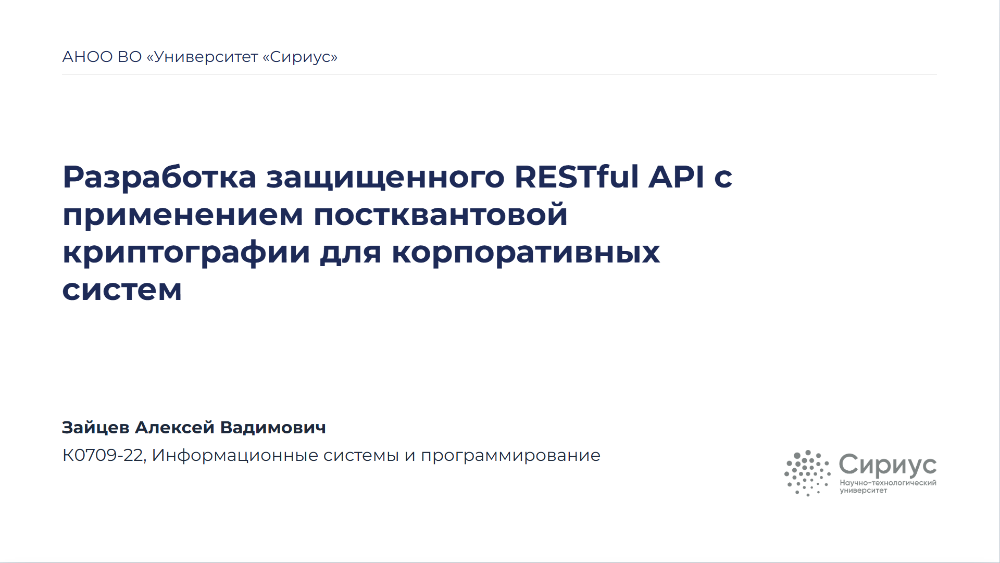 АНОО ВО «Университет «Сириус»
Разработка защищенного RESTful API с
применением постквантовой
криптографии для корпоративных
систем
Зайцев Алексей Вадимович
К0709-22, Информационные системы и программирование
Сириус
Научно-технологический
университет